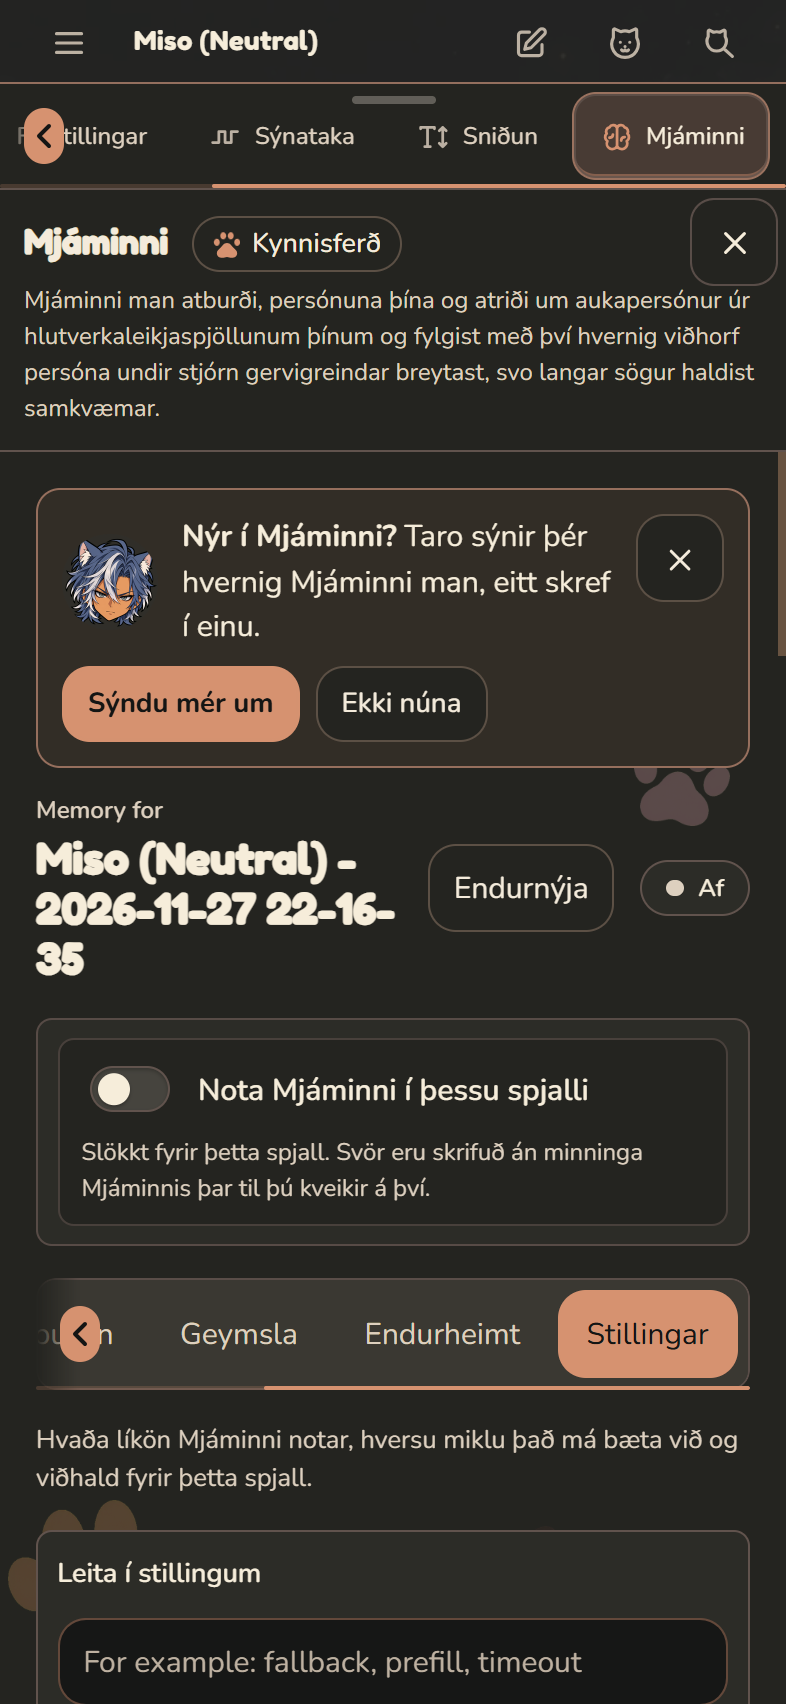 Miso (Neutral)
tillingar
Sýnataka
Sniðun
Mjáminni
Mjáminni
Kynnisferð
Mjáminni man atburði, persónuna þína og atriði um aukapersónur úr
hlutverkaleikjaspjöllunum þínum og fylgist með því hvernig viðhorf
persóna undir stjórn gervigreindar breytast, svo langar sögur haldist
samkvæmar.
Nýr í Mjáminni? Taro sýnir þér
hvernig Mjáminni man, eitt skref
í einu.
Sýndu mér um
Ekki núna
Memory for
Miso (Neutral) -
2026-11-27 22-16-
35
Endurnýja
Af
Nota Mjáminni í þessu spjalli
Slökkt fyrir þetta spjall. Svör eru skrifuð án minninga
Mjáminnis þar til þú kveikir á því.
Geymsla
Endurheimt
Stillingar
Hvaða líkön Mjáminni notar, hversu miklu það má bæta við og
viðhald fyrir þetta spjall.
Leita í stillingum
For example: fallback, prefill, timeout